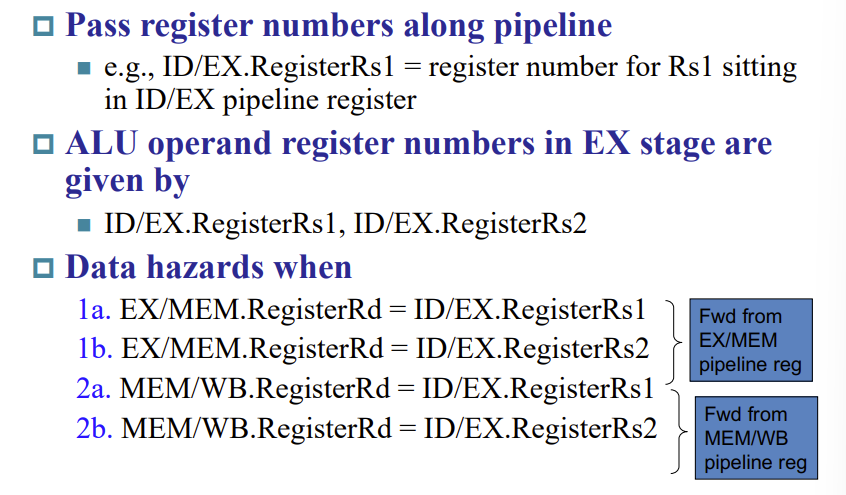 Pass register numbers along pipeline
e.g., ID/EX.RegisterRs1 = register number for Rs1 sitting
in ID/EX pipeline register
ALU operand register numbers in EX stage are
given by
ID/EX.RegisterRs1, ID/EX.RegisterRs2
Data hazards when
1a. EX/MEM.RegisterRd = ID/EX.RegisterRs1
1b. EX/MEM.RegisterRd = ID/EX.RegisterRs2
2a. MEM/WB.RegisterRd = ID/EX.RegisterRs1
2b. MEM/WB.RegisterRd = ID/EX.RegisterRs2
Fwd from
EX/MEM
pipeline reg
Fwd from
MEM/WB
pipeline reg